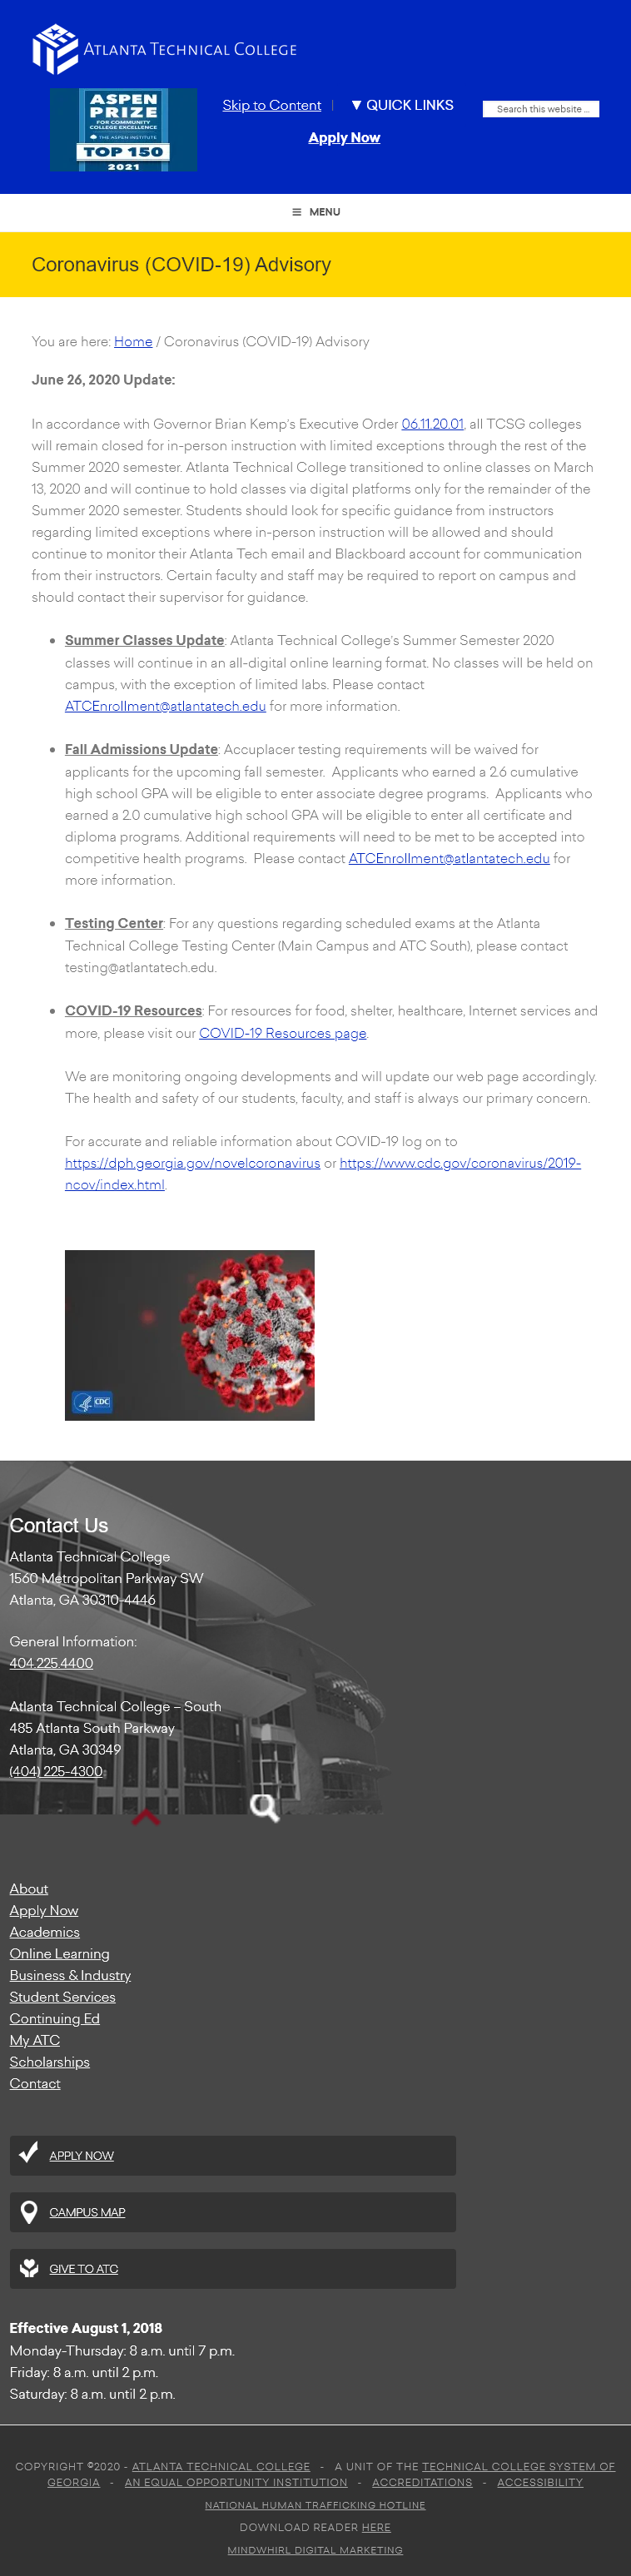 ATLANTA TECHNICAL COLLEGE
ASPEN
PRIZE
FOR COMMUNITY
COLLEGE EXCELLENCE
THE ASPEN INSTITUTE
TOP 150
2021
Skip to Content
▼ QUICK LINKS
Search this website ...
Apply Now
≡ MENU
Coronavirus (COVID-19) Advisory
You are here: Home / Coronavirus (COVID-19) Advisory
June 26, 2020 Update:
In accordance with Governor Brian Kemp's Executive Order 06.11.20.01, all TCSG colleges
will remain closed for in-person instruction with limited exceptions through the rest of the
Summer 2020 semester. Atlanta Technical College transitioned to online classes on March
13, 2020 and will continue to hold classes via digital platforms only for the remainder of the
Summer 2020 semester. Students should look for specific guidance from instructors
regarding limited exceptions where in-person instruction will be allowed and should
continue to monitor their Atlanta Tech email and Blackboard account for communication
from their instructors. Certain faculty and staff may be required to report on campus and
should contact their supervisor for guidance.
• Summer Classes Update: Atlanta Technical College's Summer Semester 2020
classes will continue in an all-digital online learning format. No classes will be held on
campus, with the exception of limited labs. Please contact
ATCEnrollment@atlantatech.edu for more information.
• Fall Admissions Update: Accuplacer testing requirements will be waived for
applicants for the upcoming fall semester.  Applicants who earned a 2.6 cumulative
high school GPA will be eligible to enter associate degree programs.  Applicants who
earned a 2.0 cumulative high school GPA will be eligible to enter all certificate and
diploma programs. Additional requirements will need to be met to be accepted into
competitive health programs.  Please contact ATCEnrollment@atlantatech.edu for
more information.
• Testing Center: For any questions regarding scheduled exams at the Atlanta
Technical College Testing Center (Main Campus and ATC South), please contact
testing@atlantatech.edu.
• COVID-19 Resources: For resources for food, shelter, healthcare, Internet services and
more, please visit our COVID-19 Resources page.
We are monitoring ongoing developments and will update our web page accordingly.
The health and safety of our students, faculty, and staff is always our primary concern.
For accurate and reliable information about COVID-19 log on to
https://dph.georgia.gov/novelcoronavirus or https://www.cdc.gov/coronavirus/2019-
ncov/index.html.
CDC
Contact Us
Atlanta Technical College
1560 Metropolitan Parkway SW
Atlanta, GA 30310-4446
General Information:
404.225.4400
Atlanta Technical College – South
485 Atlanta South Parkway
Atlanta, GA 30349
(404) 225-4300
About
Apply Now
Academics
Online Learning
Business & Industry
Student Services
Continuing Ed
My ATC
Scholarships
Contact
APPLY NOW
CAMPUS MAP
GIVE TO ATC
Effective August 1, 2018
Monday-Thursday: 8 a.m. until 7 p.m.
Friday: 8 a.m. until 2 p.m.
Saturday: 8 a.m. until 2 p.m.
COPYRIGHT ©2020 - ATLANTA TECHNICAL COLLEGE - A UNIT OF THE TECHNICAL COLLEGE SYSTEM OF
GEORGIA - AN EQUAL OPPORTUNITY INSTITUTION - ACCREDITATIONS - ACCESSIBILITY
NATIONAL HUMAN TRAFFICKING HOTLINE
DOWNLOAD READER HERE
MINDWHIRL DIGITAL MARKETING